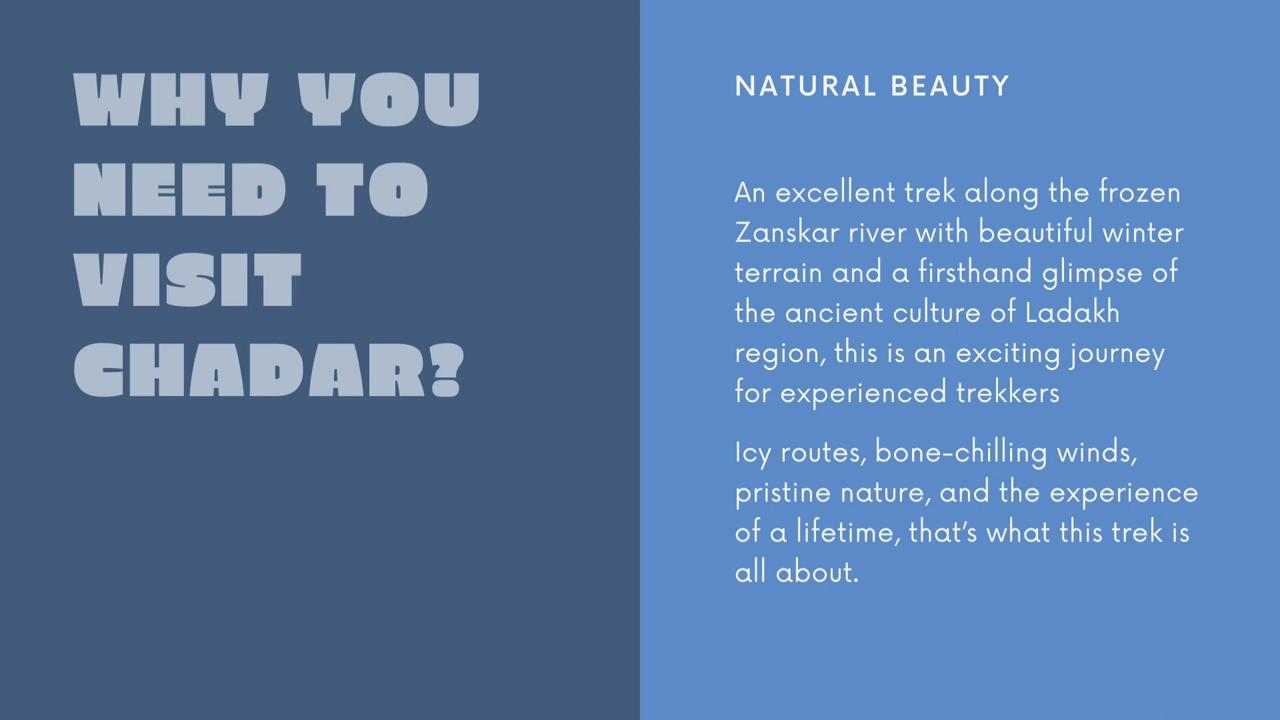 WHY YOU
NEED TO
VISIT
CHADAR?
NATURAL BEAUTY
An excellent trek along the frozen
Zanskar river with beautiful winter
terrain and a firsthand glimpse of
the ancient culture of Ladakh
region, this is an exciting journey
for experienced trekkers
Icy routes, bone-chilling winds,
pristine nature, and the experience
of a lifetime, that’s what this trek is
all about.